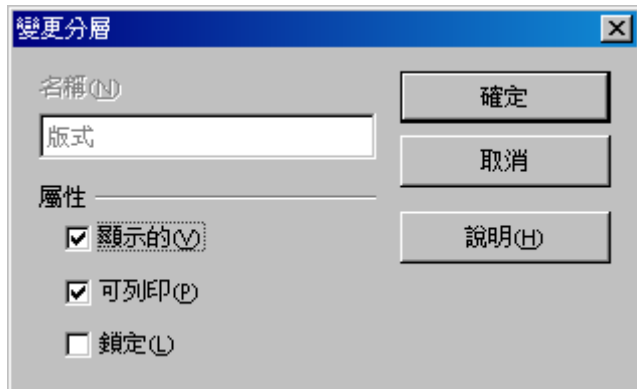 變更分層
名稱(N)
版式
屬性
顯示的(V)
可列印(P)
鎖定(L)
確定
取消
說明(H)